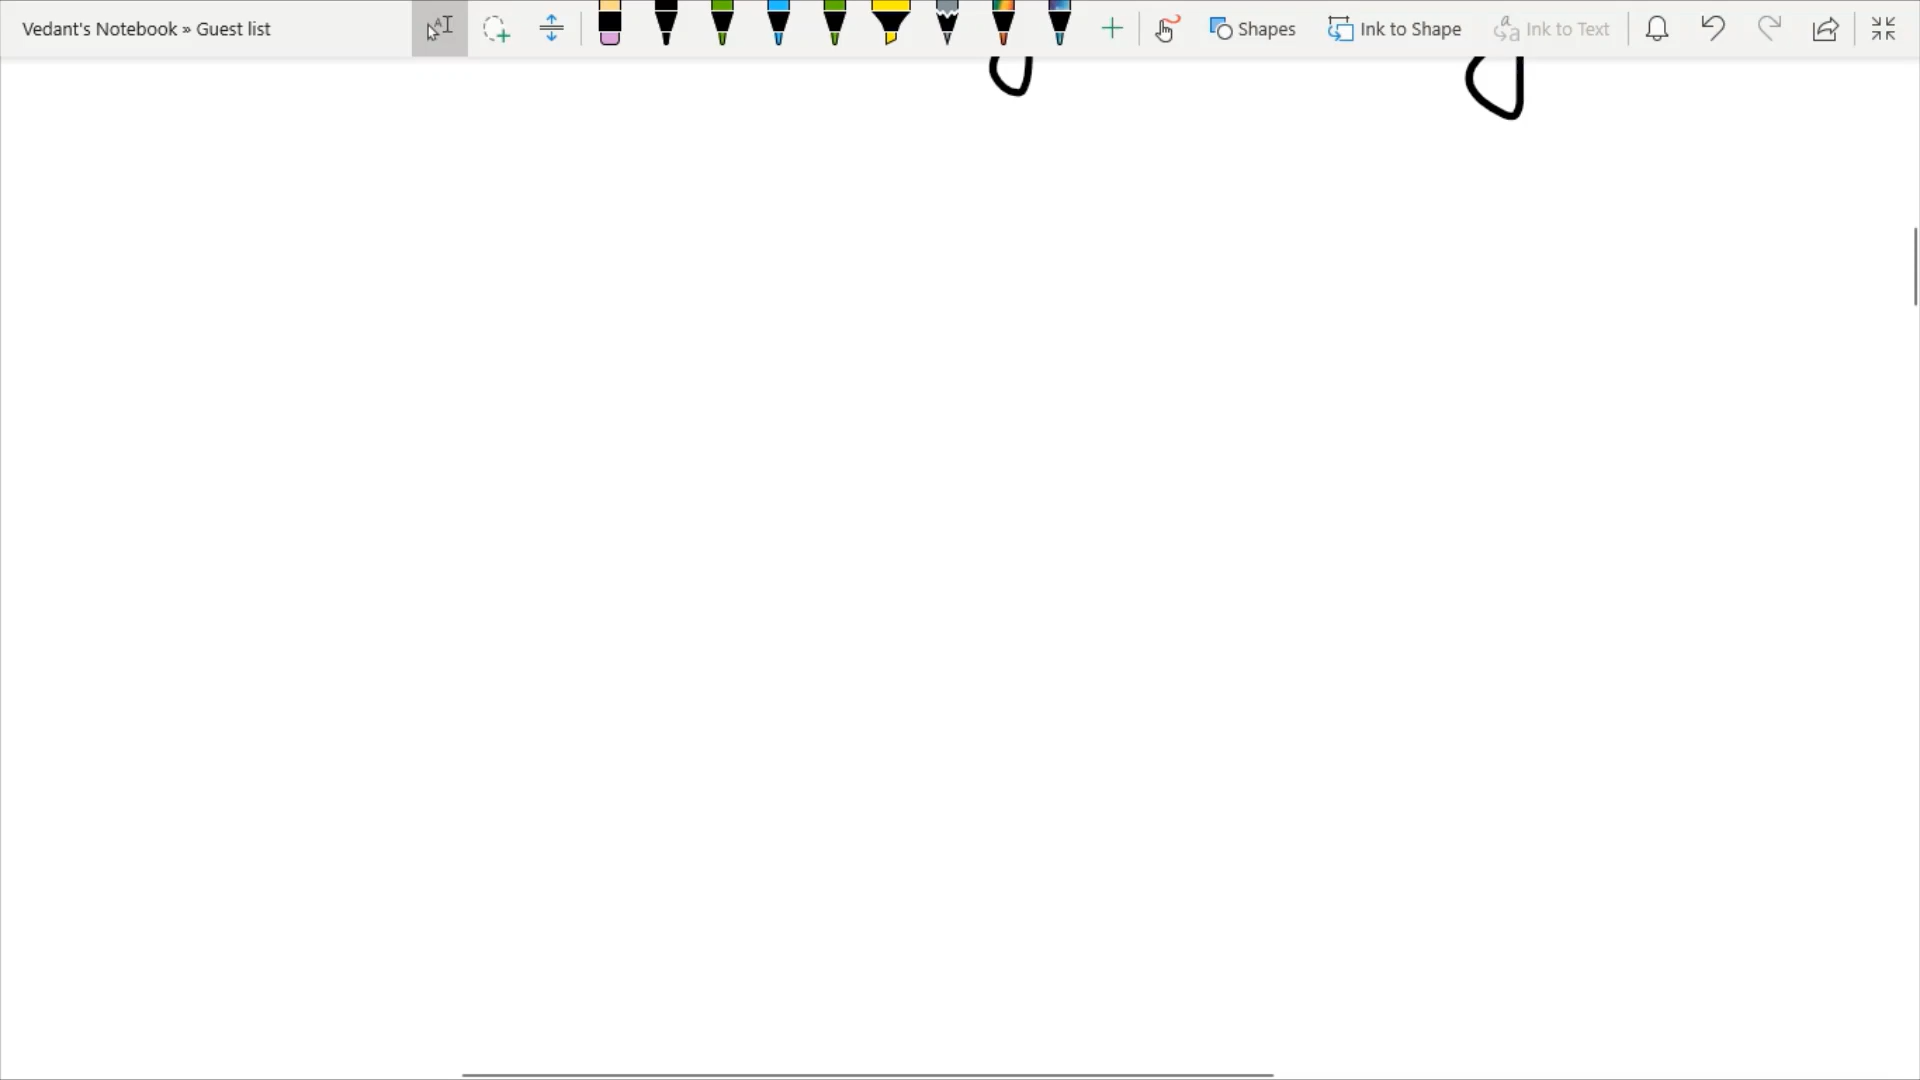 Vedant's Notebook » Guest list
Shapes
Ink to Shape
Ink to Text